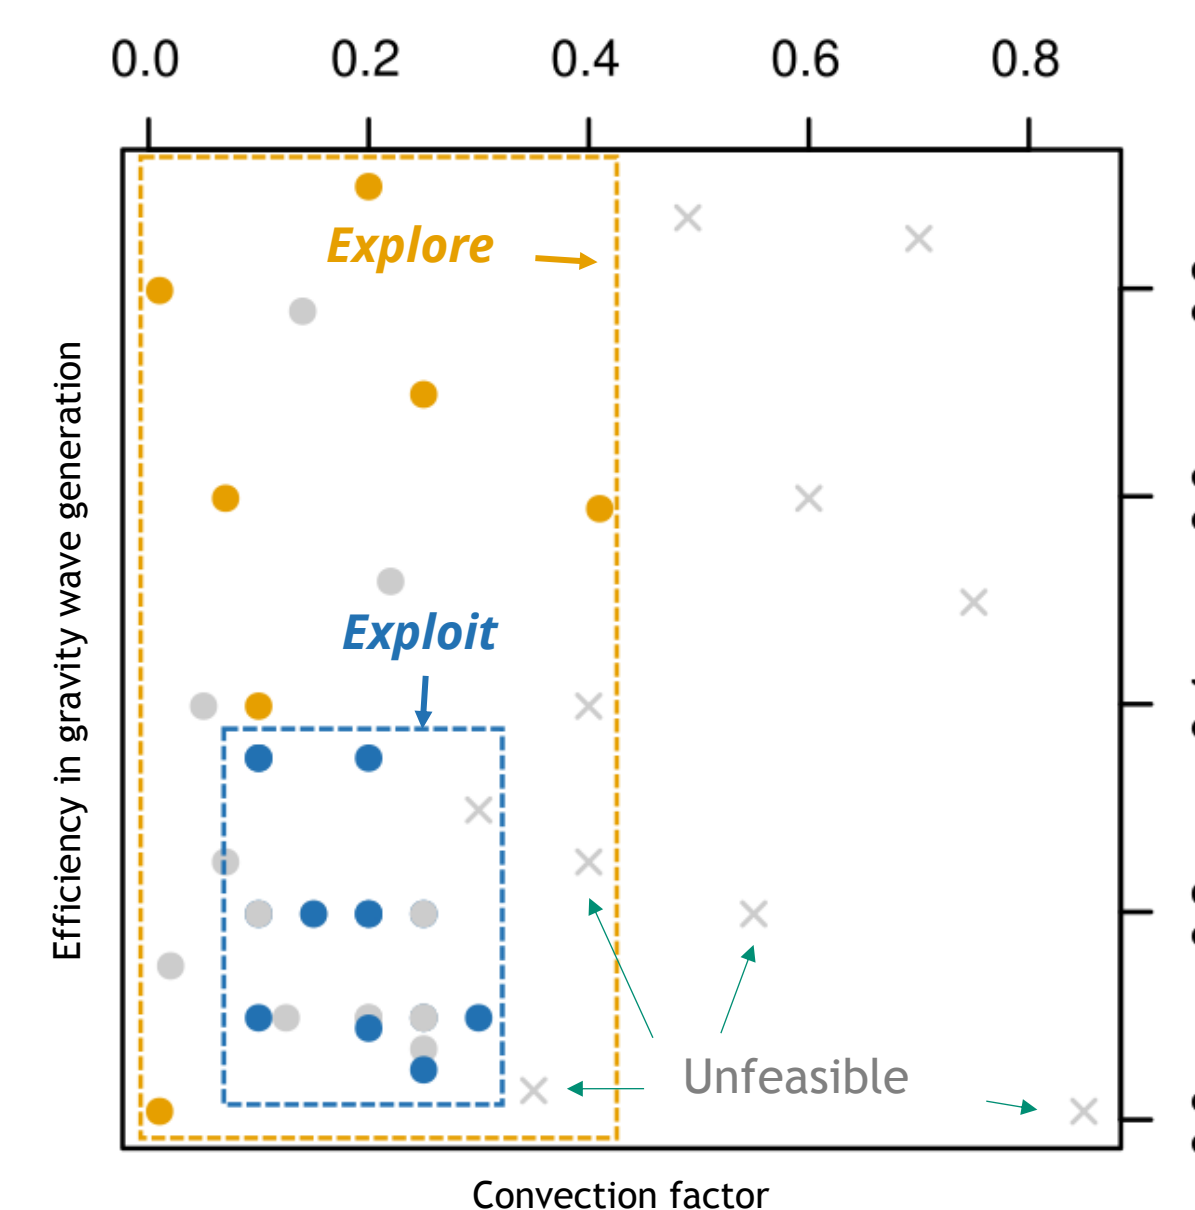 0.0 0.2 0.4 0.6 0.8
Explore
Efficiency in gravity wave generation
Exploit
Unfeasible
Convection factor